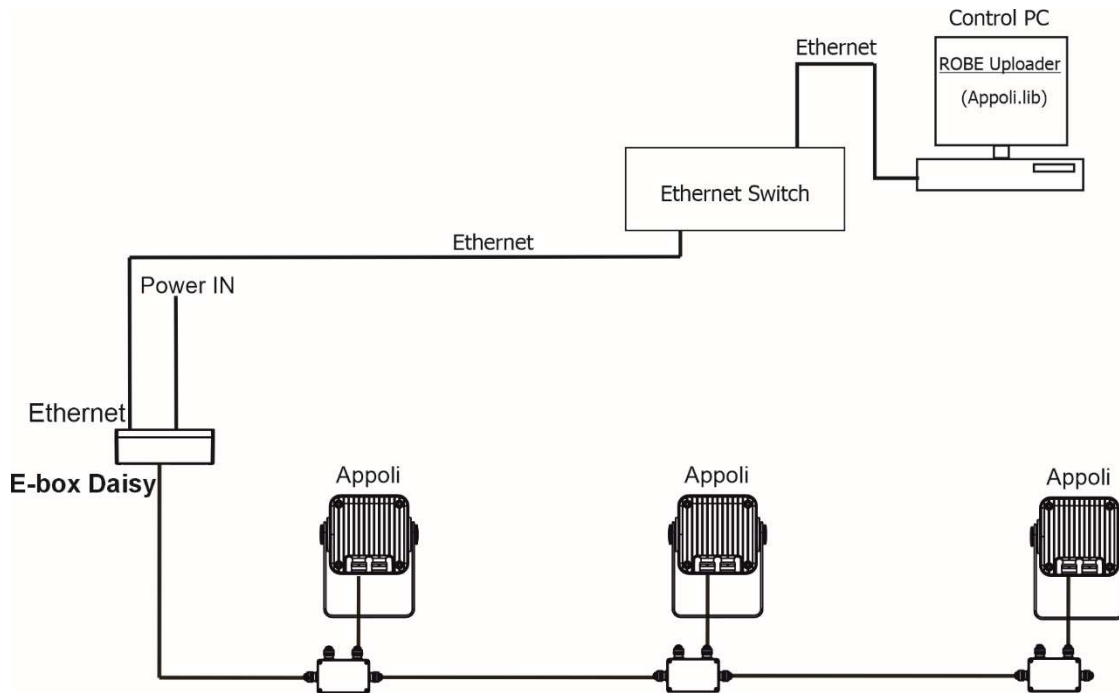 Control PC
Ethernet
ROBE Uploader
(Appoli.lib)
Ethernet Switch
Ethernet
Power IN
Ethernet
E-box Daisy
Appoli
Appoli
Appoli